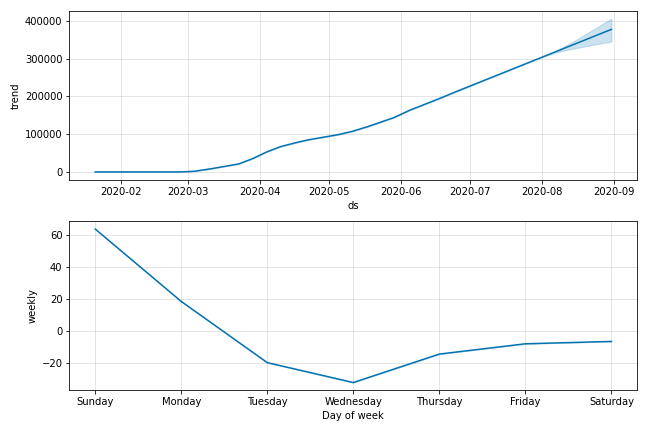 400000
300000
200000
100000
0
trend
2020-02 2020-03 2020-04 2020-05 2020-06 2020-07 2020-08 2020-09
ds
60
40
20
0
−20
weekly
Sunday Monday Tuesday Wednesday Thursday Friday Saturday
Day of week